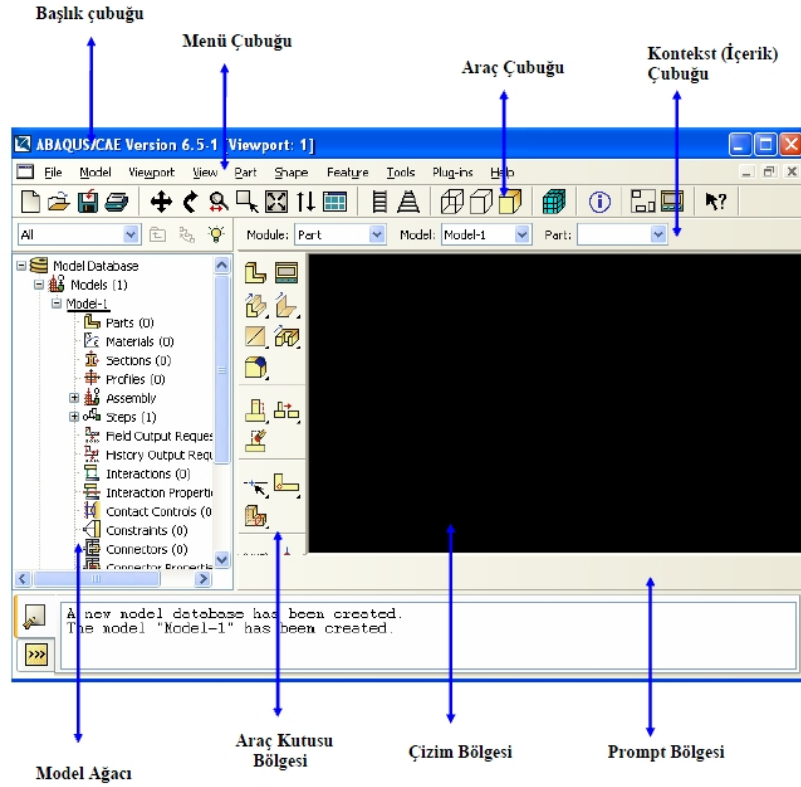 Başlık çubuğu
Menü Çubuğu
Araç Çubuğu
Kontekst (İçerik)
Çubuğu
ABAQUS/CAE Version 6.5-1 [Viewport: 1]
File Model Viewport View Part Shape Feature Tools Plug-ins Help
All Module: Part Model: Model-1 Part:
Model Database
Models (1)
Model-1
Parts (0)
Materials (0)
Sections (0)
Profiles (0)
Assembly
Steps (1)
Field Output Reques
History Output Requ
Interactions (0)
Interaction Properti
Contact Controls (0
Constraints (0)
Connectors (0)
Connector Propertie
A new model database has been created.
The model "Model-1" has been created.
>>>
Araç Kutusu
Bölgesi
Çizim Bölgesi
Prompt Bölgesi
Model Ağacı